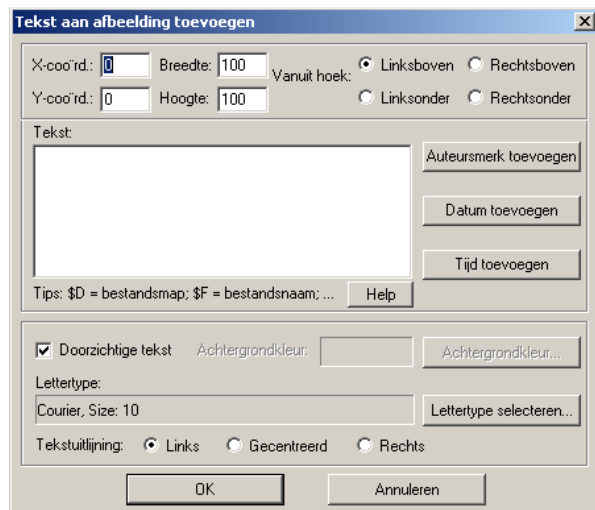 Tekst aan afbeelding toevoegen
X-coo¨rd.: 0 Breedte: 100 Vanuit hoek: Linksboven Rechtsboven
Y-coo¨rd.: 0 Hoogte: 100 Linksonder Rechtsonder
Tekst:
Auteursmerk toevoegen
Datum toevoegen
Tijd toevoegen
Tips: $D = bestandsmap; $F = bestandsnaam; ... Help
Doorzichtige tekst Achtergrondkleur: Achtergrondkleur...
Lettertype:
Courier, Size: 10 Lettertype selecteren...
Tekstuitlijning: Links Gecentreerd Rechts
OK Annuleren